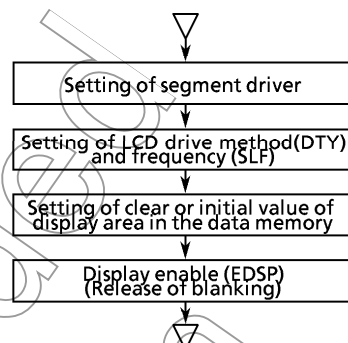 Setting of segment driver
Setting of LCD drive method(DTY)
and frequency (SLF)
Setting of clear or initial value of
display area in the data memory
Display enable (EDSP)
(Release of blanking)